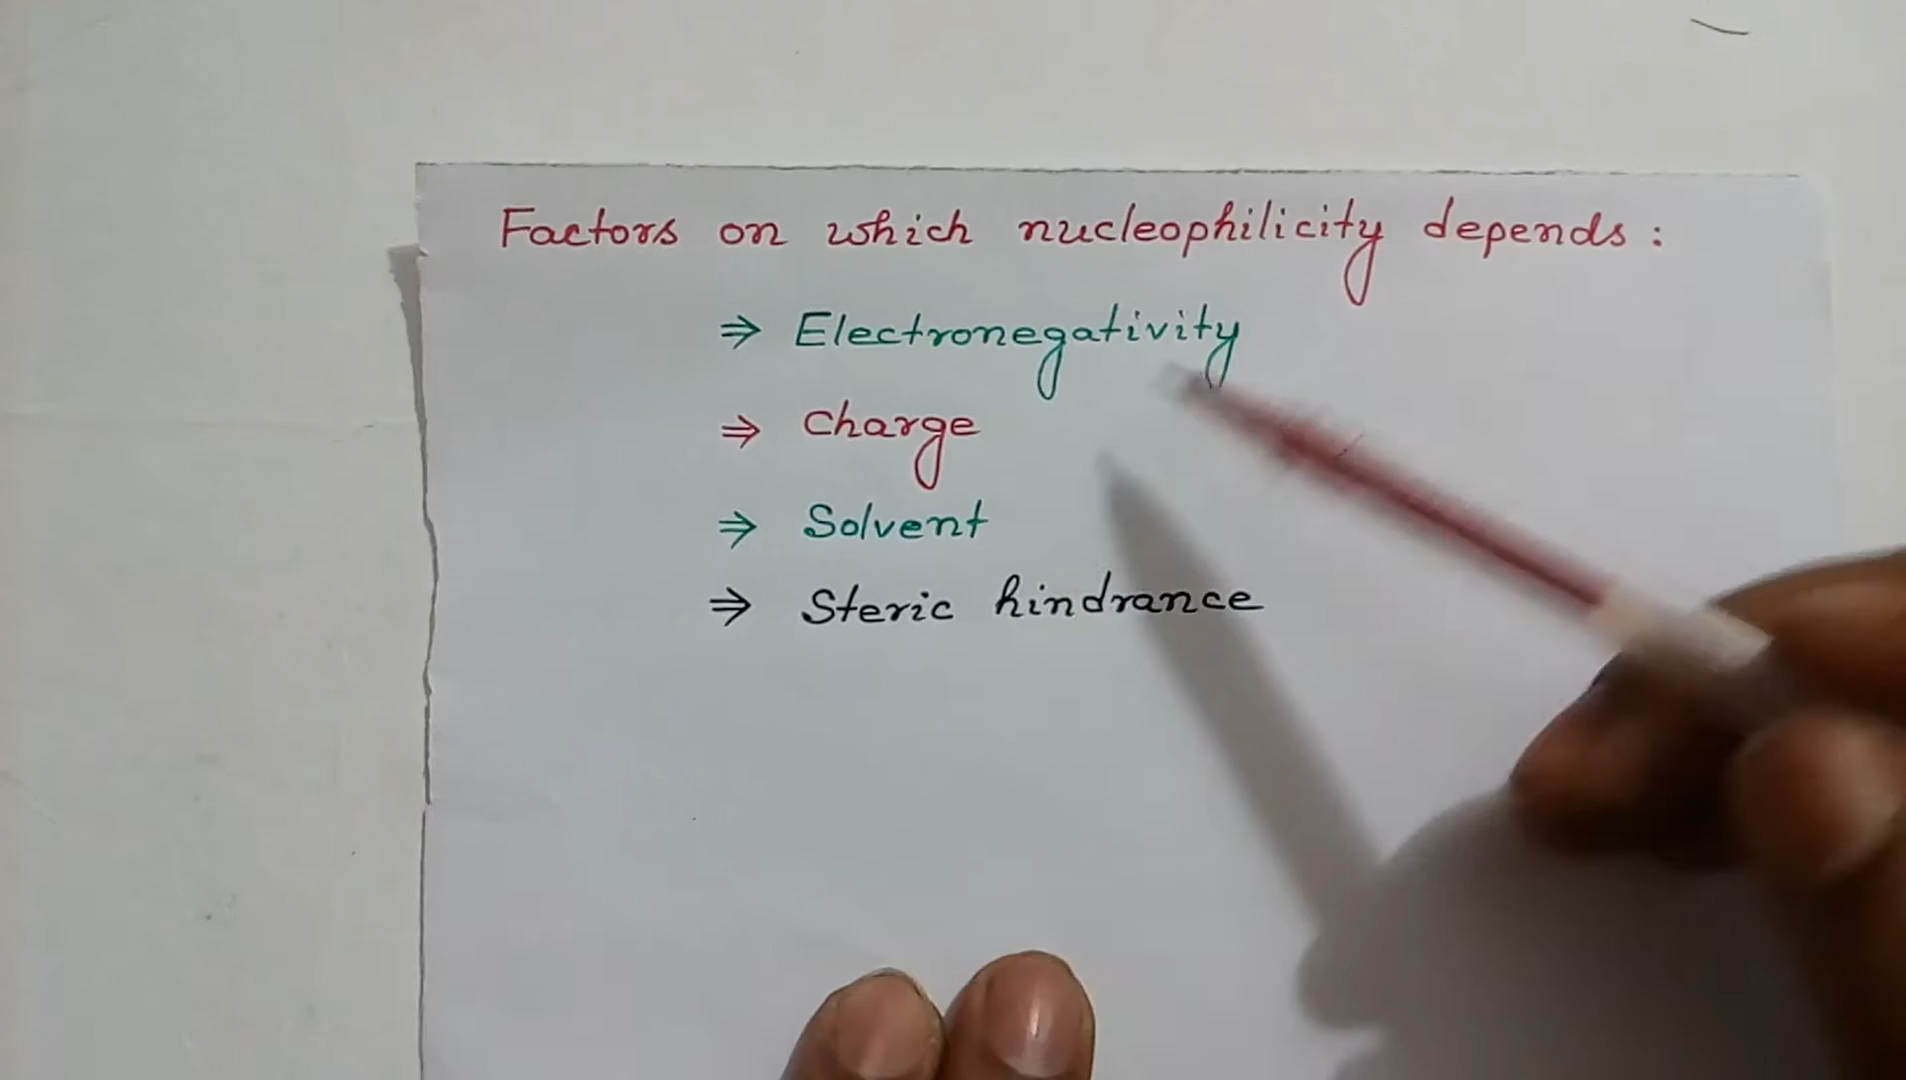 Factors on which nucleophilicity depends :
⇒ Electronegativity
⇒ Charge
⇒ Solvent
⇒ Steric hindrance